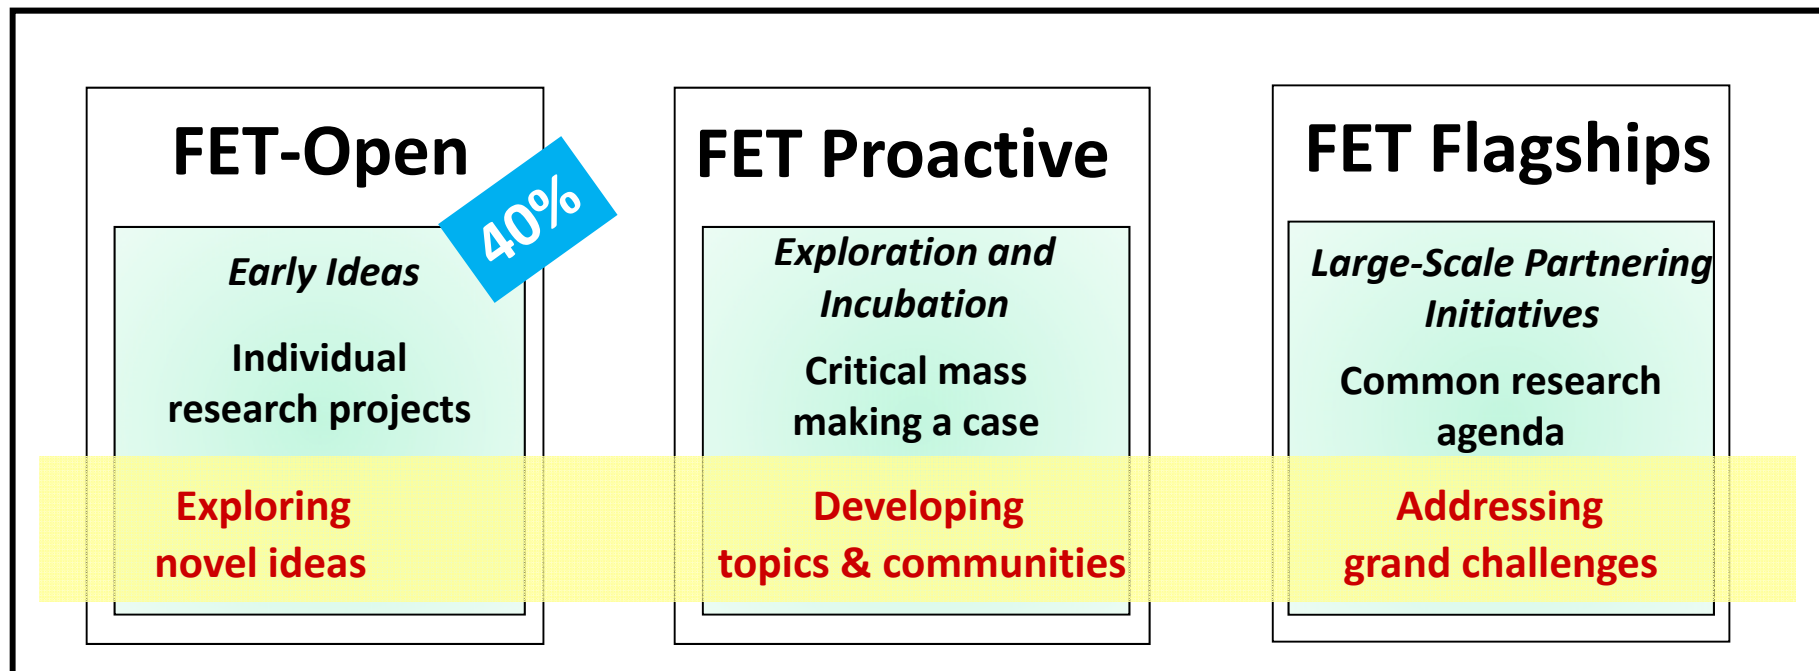 FET-Open
40%
Early Ideas
Individual
research projects
Exploring
novel ideas
FET Proactive
Exploration and
Incubation
Critical mass
making a case
Developing
topics & communities
FET Flagships
Large-Scale Partnering
Initiatives
Common research
agenda
Addressing
grand challenges